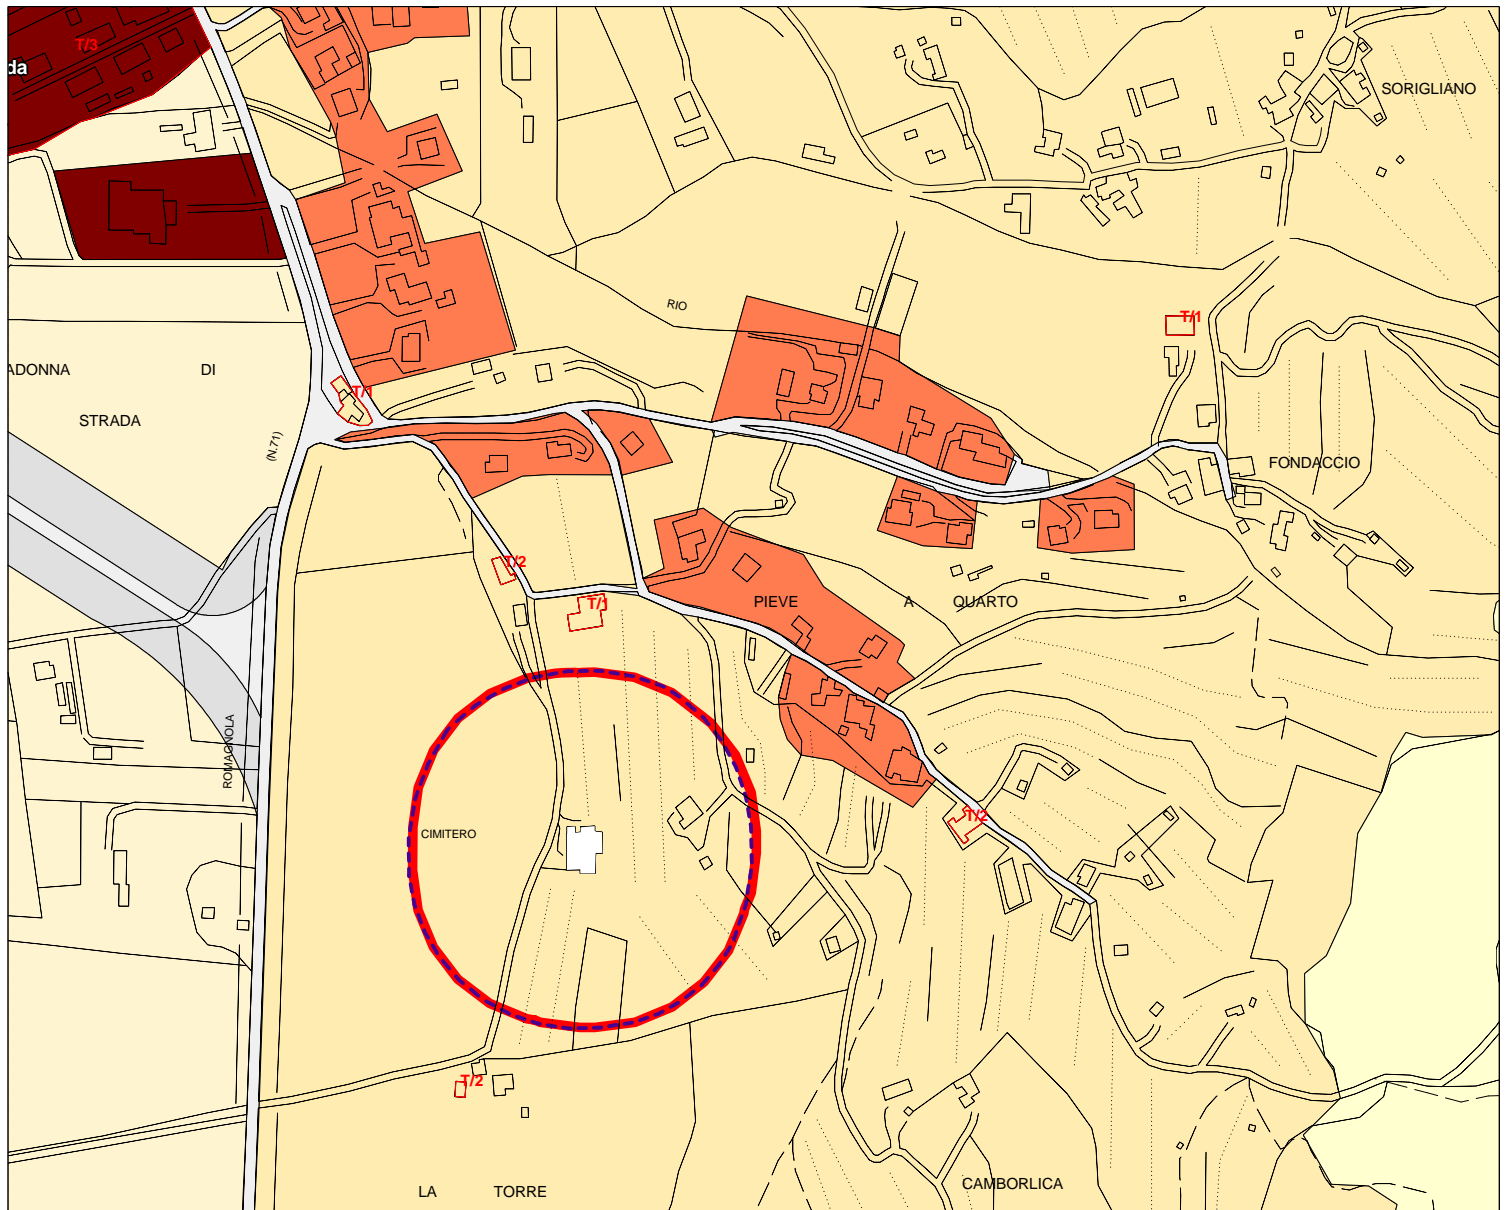 T/3
da
SORIGLIANO
RIO
T/1
ADONNA DI
T/1
STRADA
(N.71)
FONDACCIO
T/2
T/1
PIEVE A QUARTO
ROMAGNOLA
T/2
CIMITERO
T/2
LA TORRE
CAMBORLICA